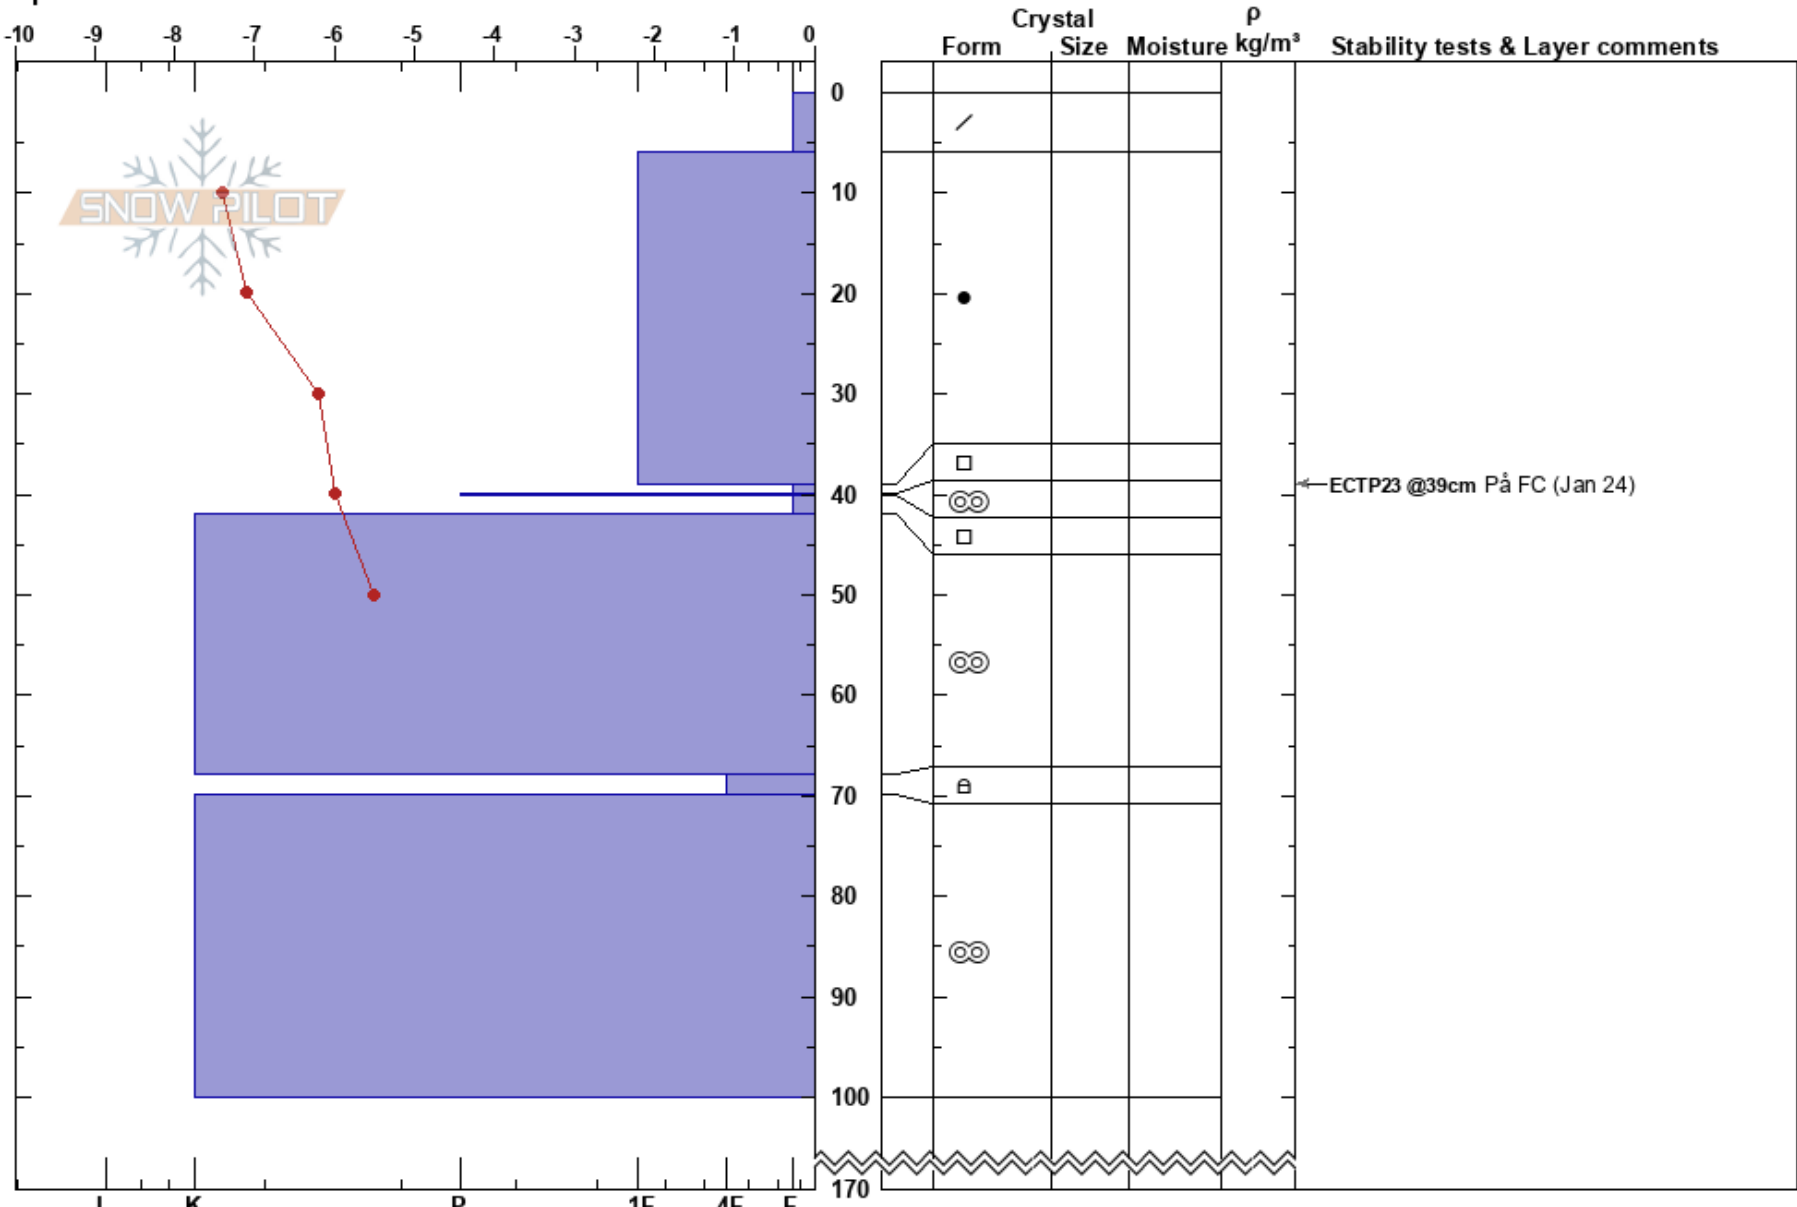 Crystal
ρ
-10 -9 -8 -7 -6 -5 -4 -3 -2 -1 0
Form Size Moisture kg/m³ Stability tests & Layer comments
0
SNOW PILOT
10
20
30
40
ECTP23 @39cm På FC (Jan 24)
50
60
70
80
90
100
170
I K P 1F 4F F